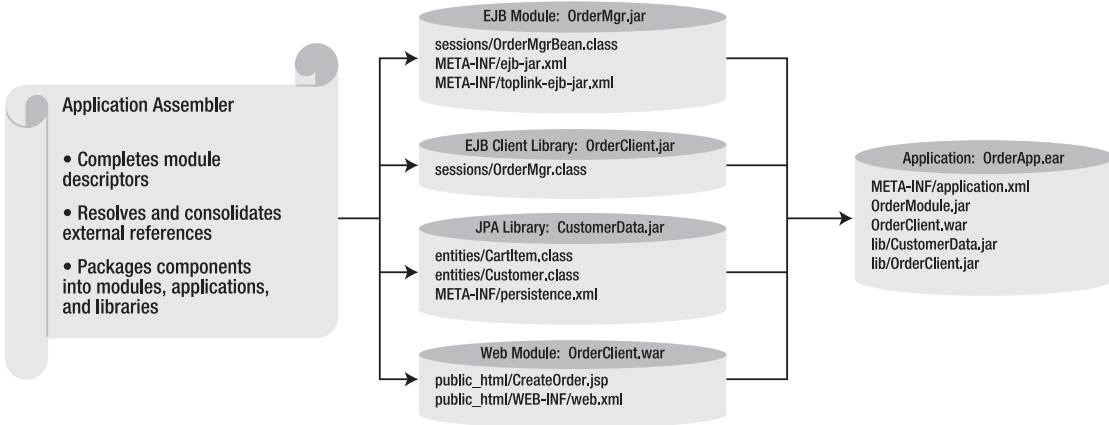 Application Assembler
• Completes module
descriptors
• Resolves and consolidates
external references
• Packages components
into modules, applications,
and libraries
EJB Module: OrderMgr.jar
sessions/OrderMgrBean.class
META-INF/ejb-jar.xml
META-INF/toplink-ejb-jar.xml
EJB Client Library: OrderClient.jar
sessions/OrderMgr.class
JPA Library: CustomerData.jar
entities/CartItem.class
entities/Customer.class
META-INF/persistence.xml
Web Module: OrderClient.war
public_html/CreateOrder.jsp
public_html/WEB-INF/web.xml
Application: OrderApp.ear
META-INF/application.xml
OrderModule.jar
OrderClient.war
lib/CustomerData.jar
lib/OrderClient.jar